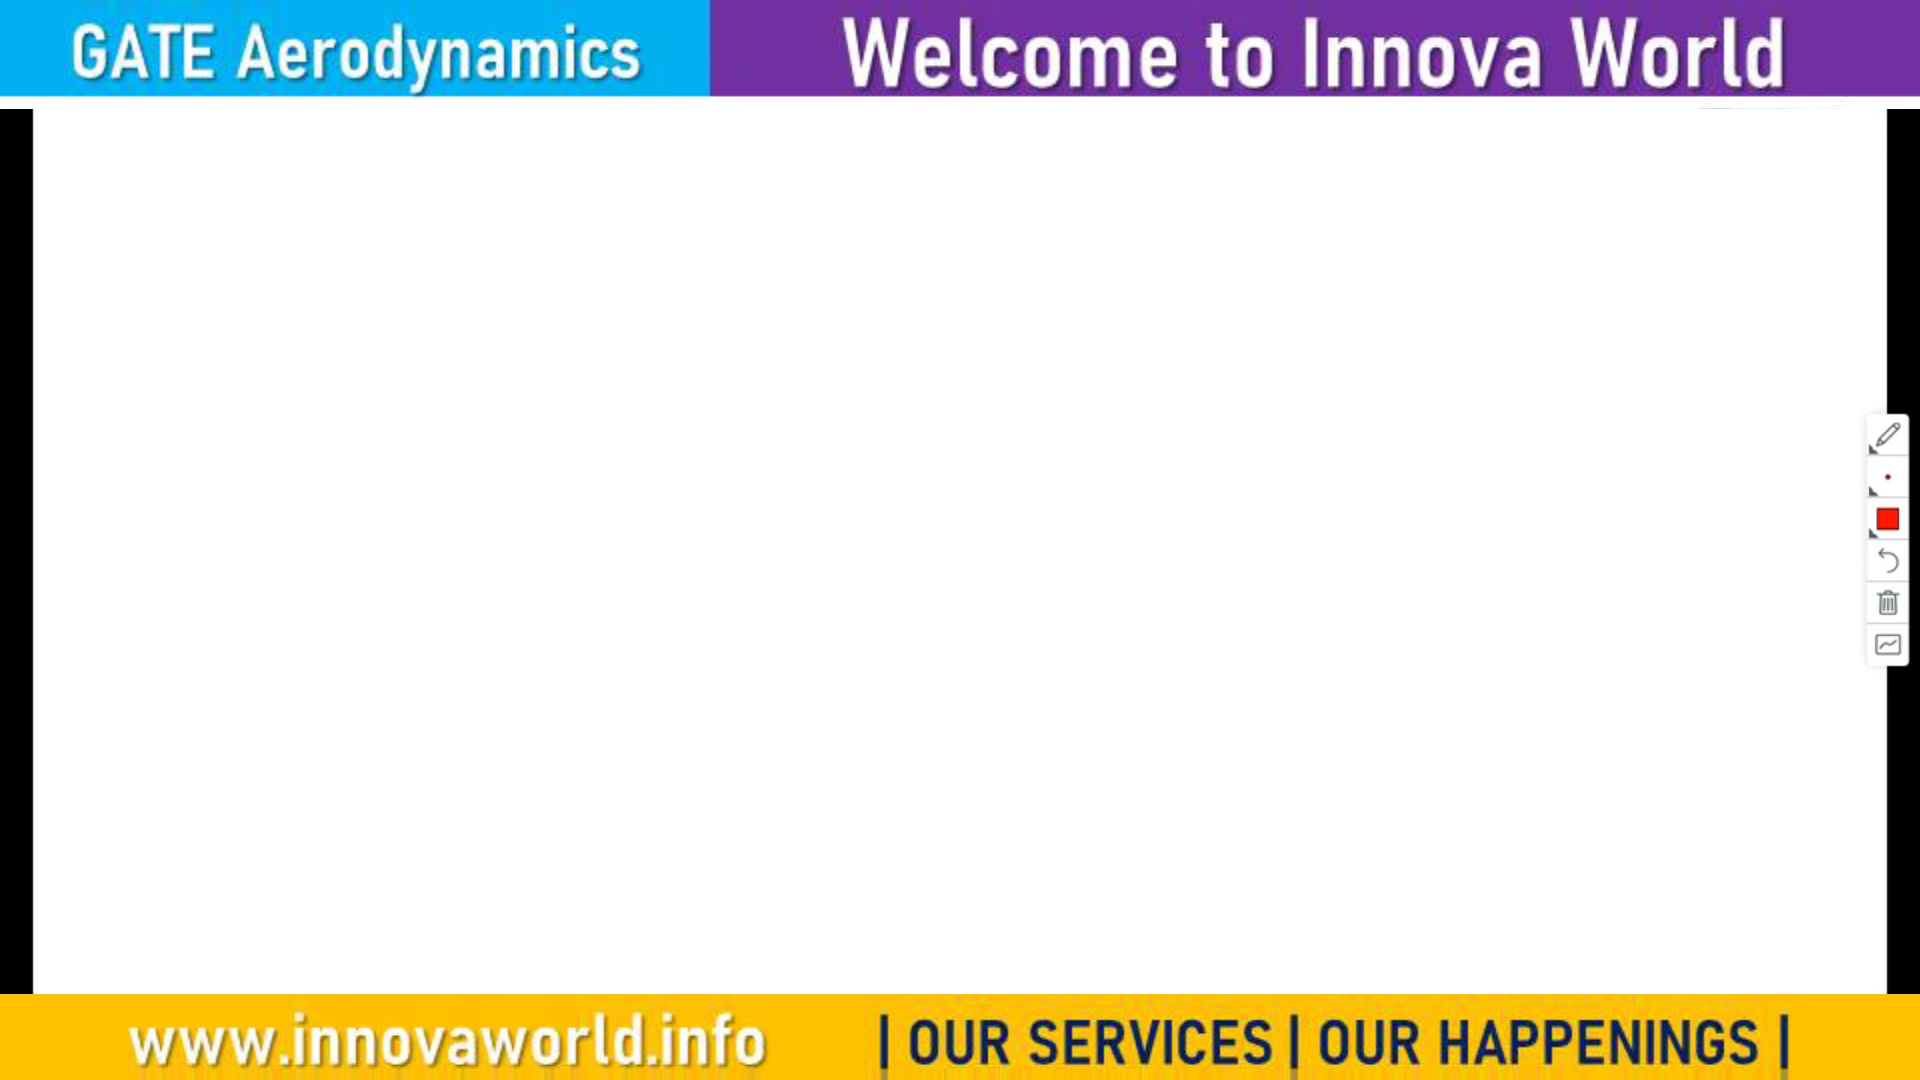 GATE Aerodynamics
Welcome to Innova World
www.innovaworld.info
| OUR SERVICES | OUR HAPPENINGS |